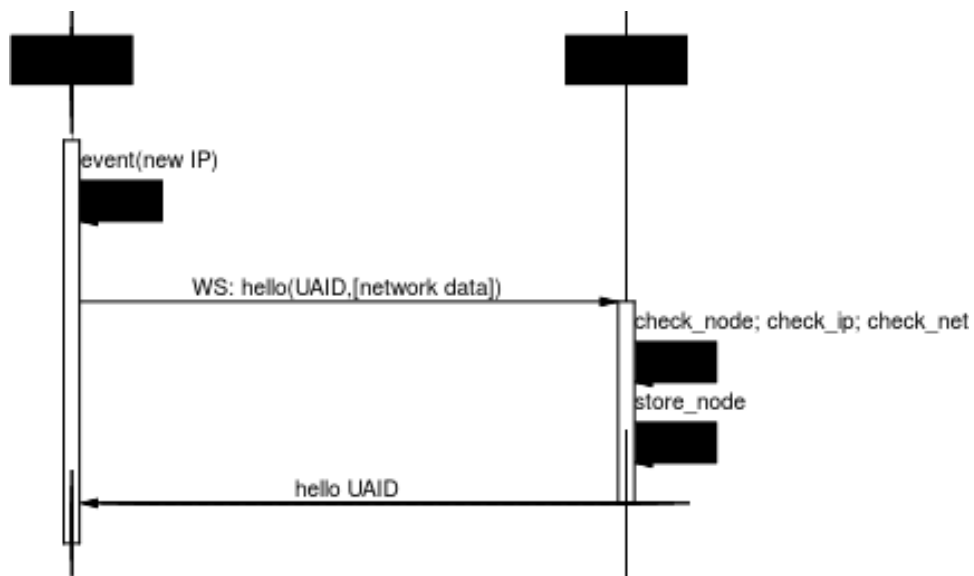 event(new IP)
WS: hello(UAID,[network data])
check_node; check_ip; check_net
store_node
hello UAID